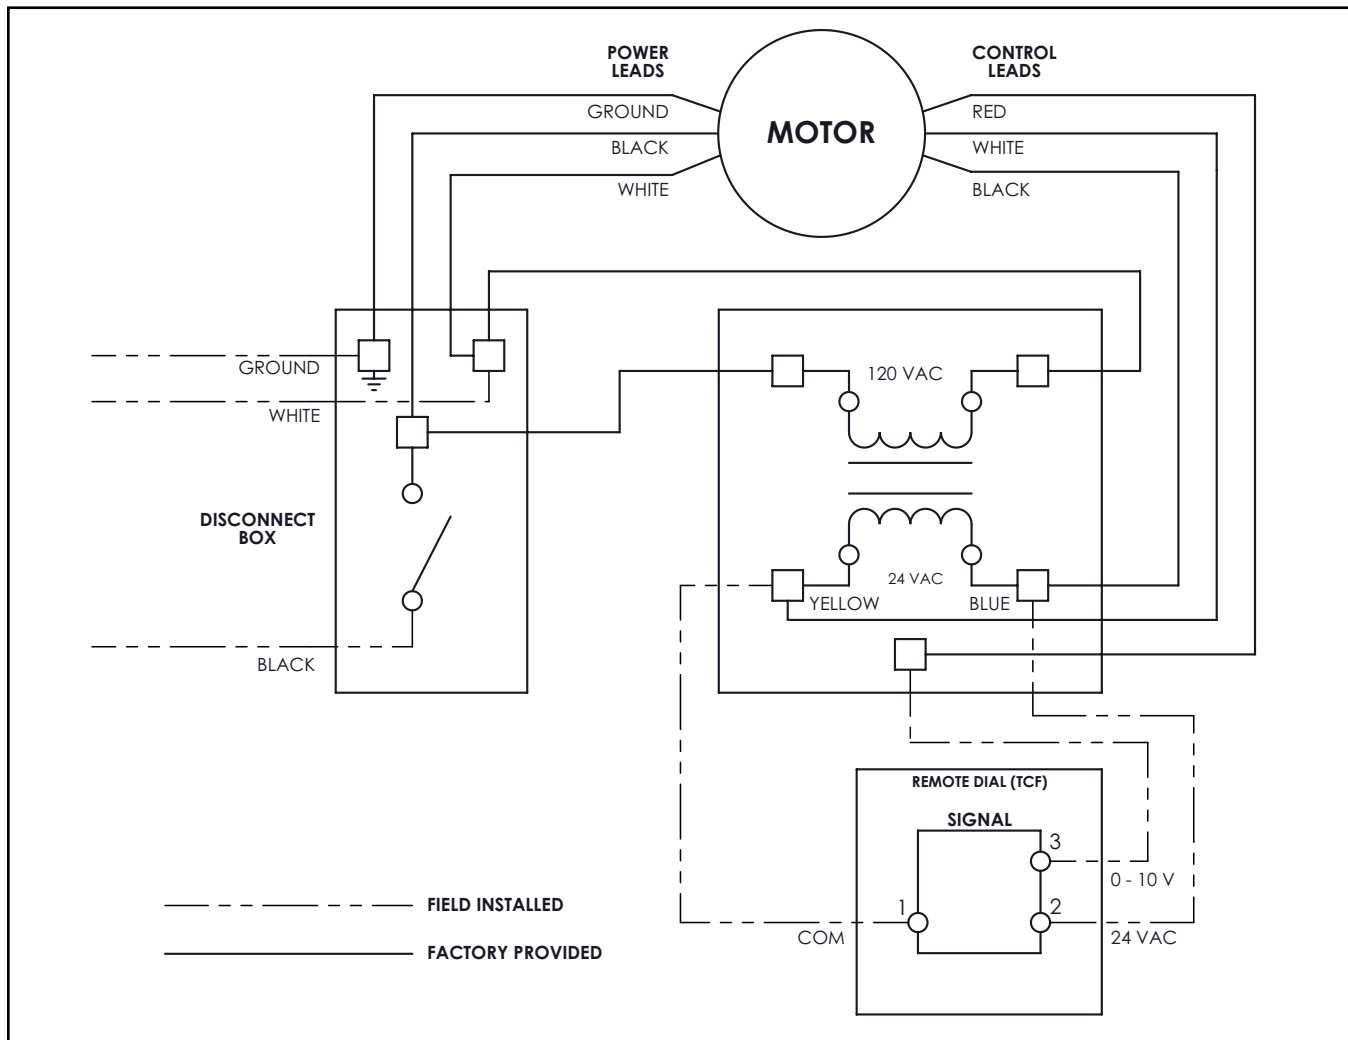 POWER
LEADS
CONTROL
LEADS
GROUND
RED
MOTOR
BLACK
WHITE
WHITE
BLACK
GROUND
120 VAC
WHITE
DISCONNECT
BOX
24 VAC
YELLOW
BLUE
BLACK
REMOTE DIAL (TCF)
SIGNAL
3
0 - 10 V
1
2
COM
24 VAC
FIELD INSTALLED
FACTORY PROVIDED